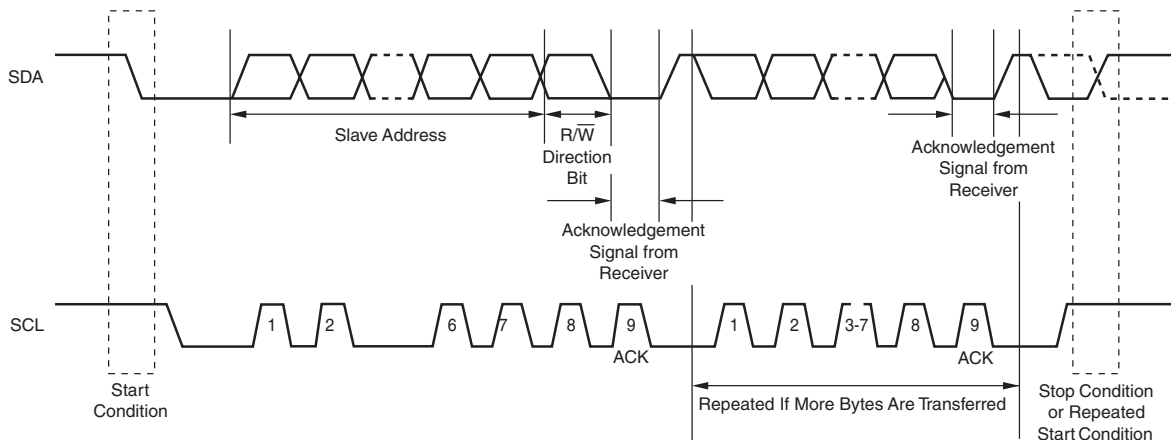 SDA
Slave Address
R/W̅
Direction
Bit
Acknowledgement
Signal from
Receiver
Acknowledgement
Signal from
Receiver
SCL
1
2
6
7
8
9
ACK
1
2
3-7
8
9
ACK
Start
Condition
Repeated If More Bytes Are Transferred
Stop Condition
or Repeated
Start Condition